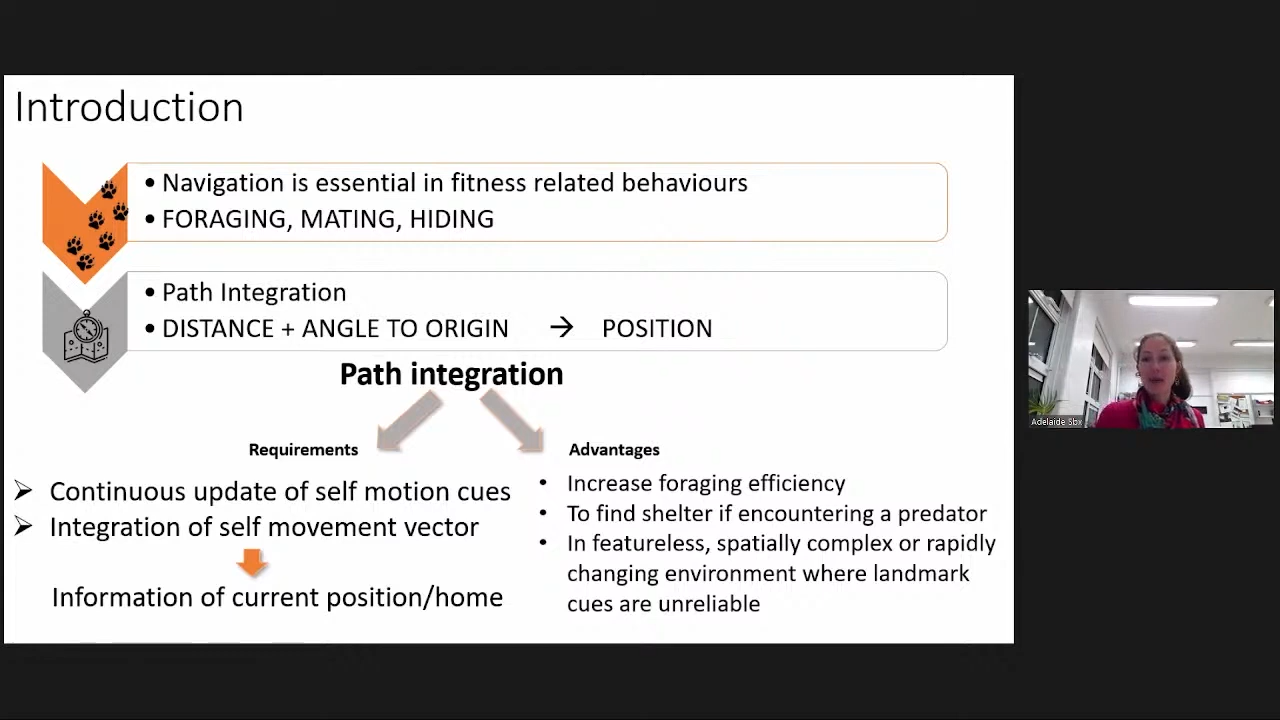 Introduction
• Navigation is essential in fitness related behaviours
• FORAGING, MATING, HIDING
• Path Integration
• DISTANCE + ANGLE TO ORIGIN → POSITION
Path integration
Requirements
➢ Continuous update of self motion cues
➢ Integration of self movement vector
Information of current position/home
Advantages
• Increase foraging efficiency
• To find shelter if encountering a predator
• In featureless, spatially complex or rapidly
changing environment where landmark
cues are unreliable
Adelaide Sbx